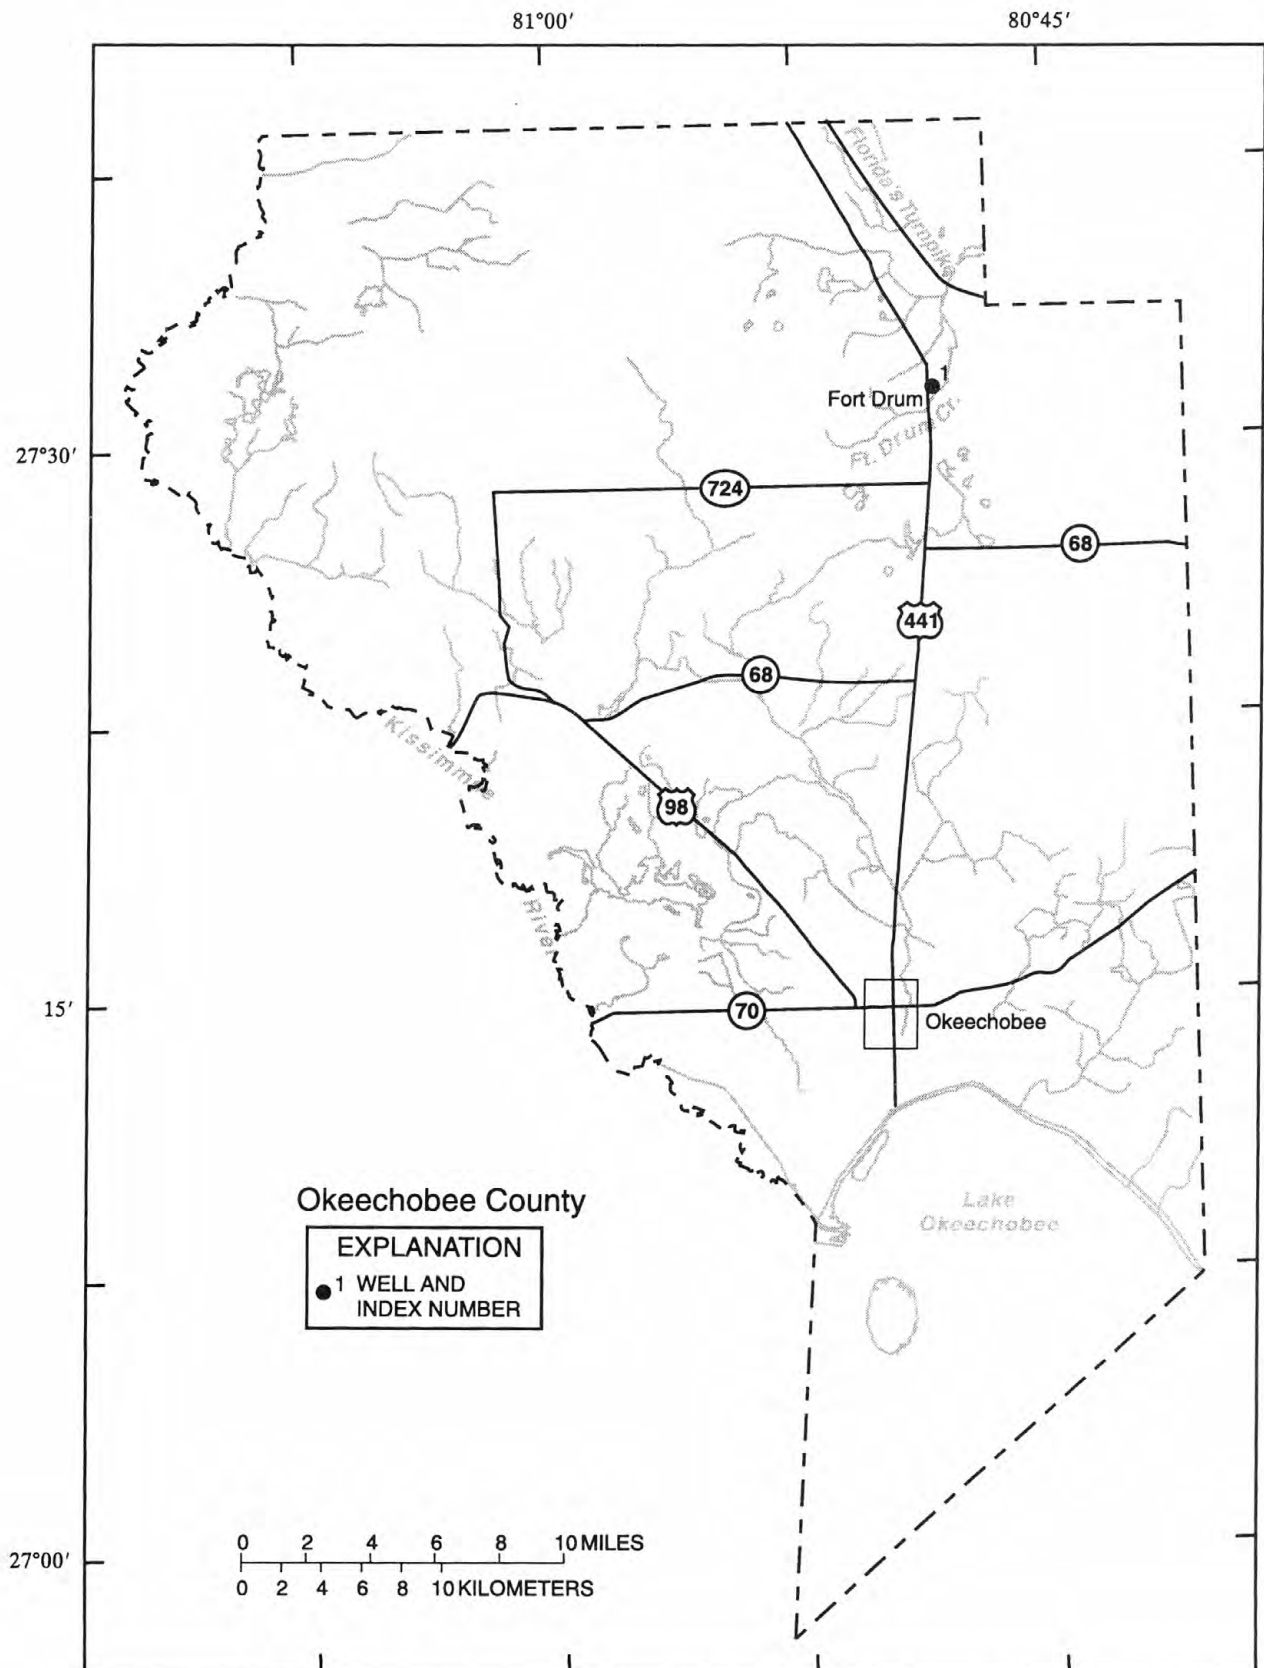 81°00′ 80°45′
Florida's Turnpike
1
Fort Drum
Ft. Drum Cr.
27°30′
724
68
441
68
Kissimmee
98
River
15′
70
Okeechobee
Lake
Okeechobee
Okeechobee County
EXPLANATION
1 WELL AND
INDEX NUMBER
0 2 4 6 8 10 MILES
27°00′
0 2 4 6 8 10 KILOMETERS